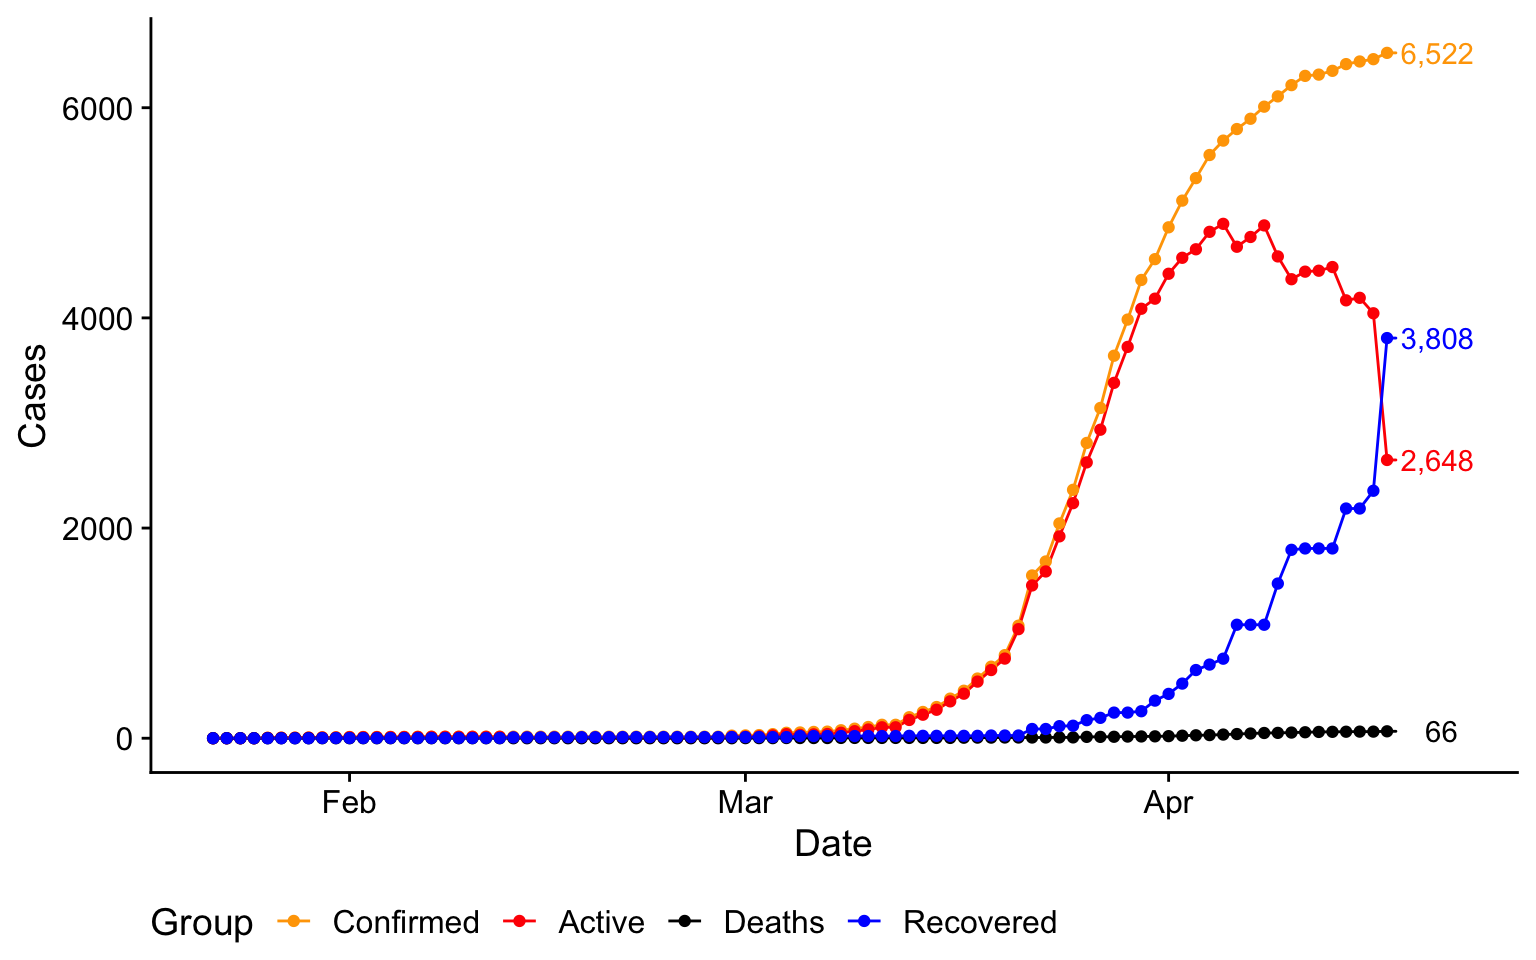 6,522
6000
4000
3,808
2,648
2000
66
0
Cases
Feb Mar Apr
Date
Group Confirmed Active Deaths Recovered